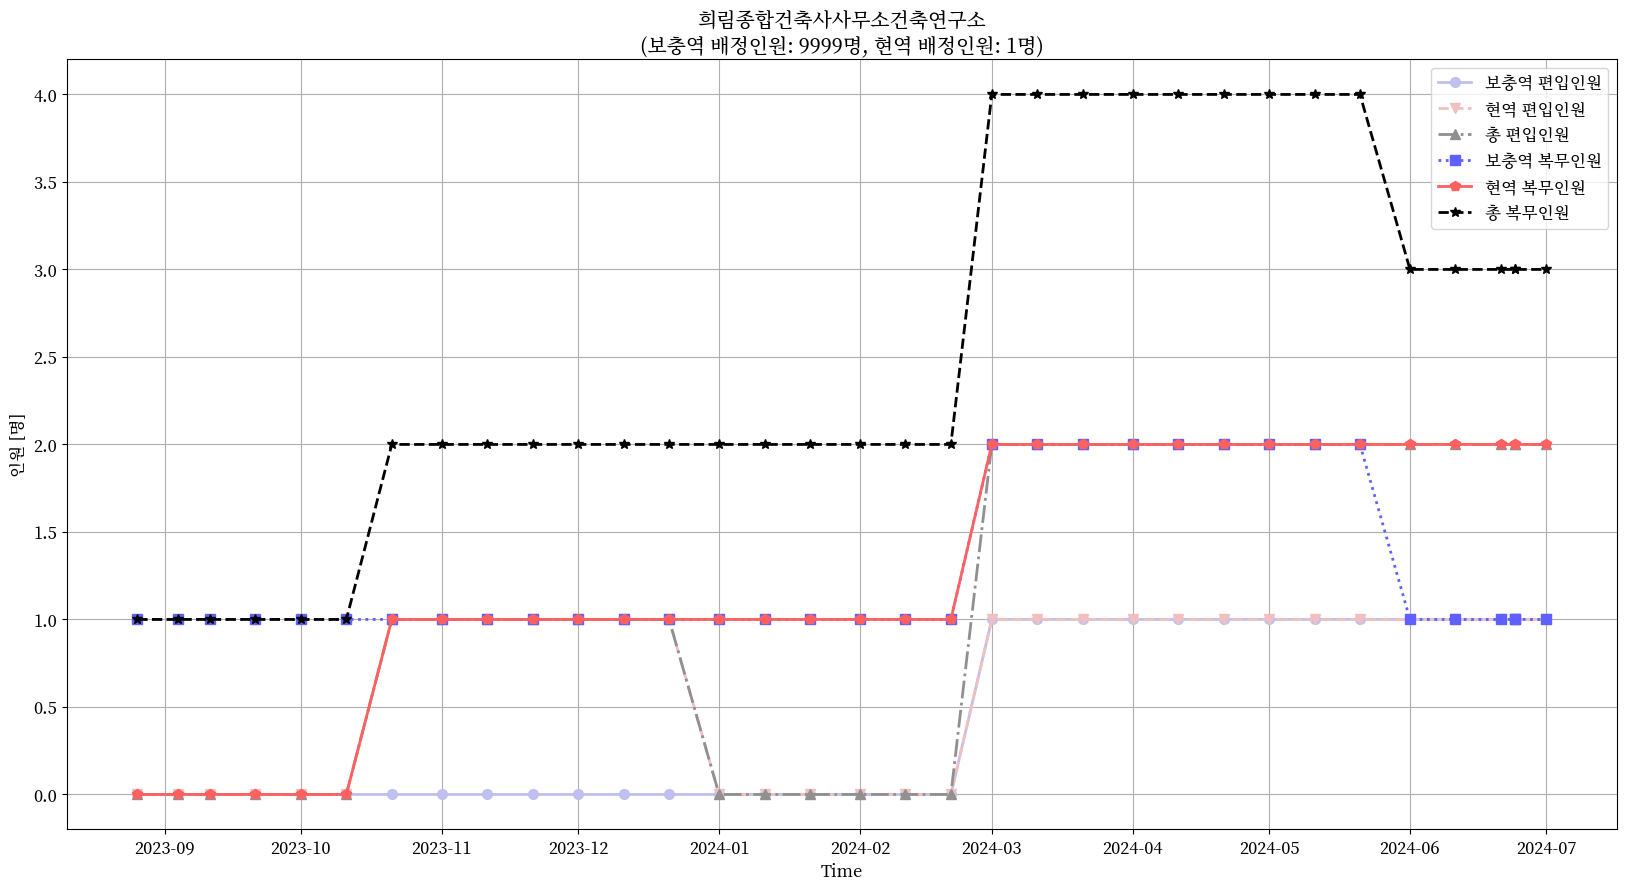 희림종합건축사사무소건축연구소
(보충역 배정인원: 9999명, 현역 배정인원: 1명)
보충역 편입인원
현역 편입인원
총 편입인원
보충역 복무인원
현역 복무인원
총 복무인원
인원 [명]
4.0
3.5
3.0
2.5
2.0
1.5
1.0
0.5
0.0
2023-09
2023-10
2023-11
2023-12
2024-01
2024-02
2024-03
2024-04
2024-05
2024-06
2024-07
Time